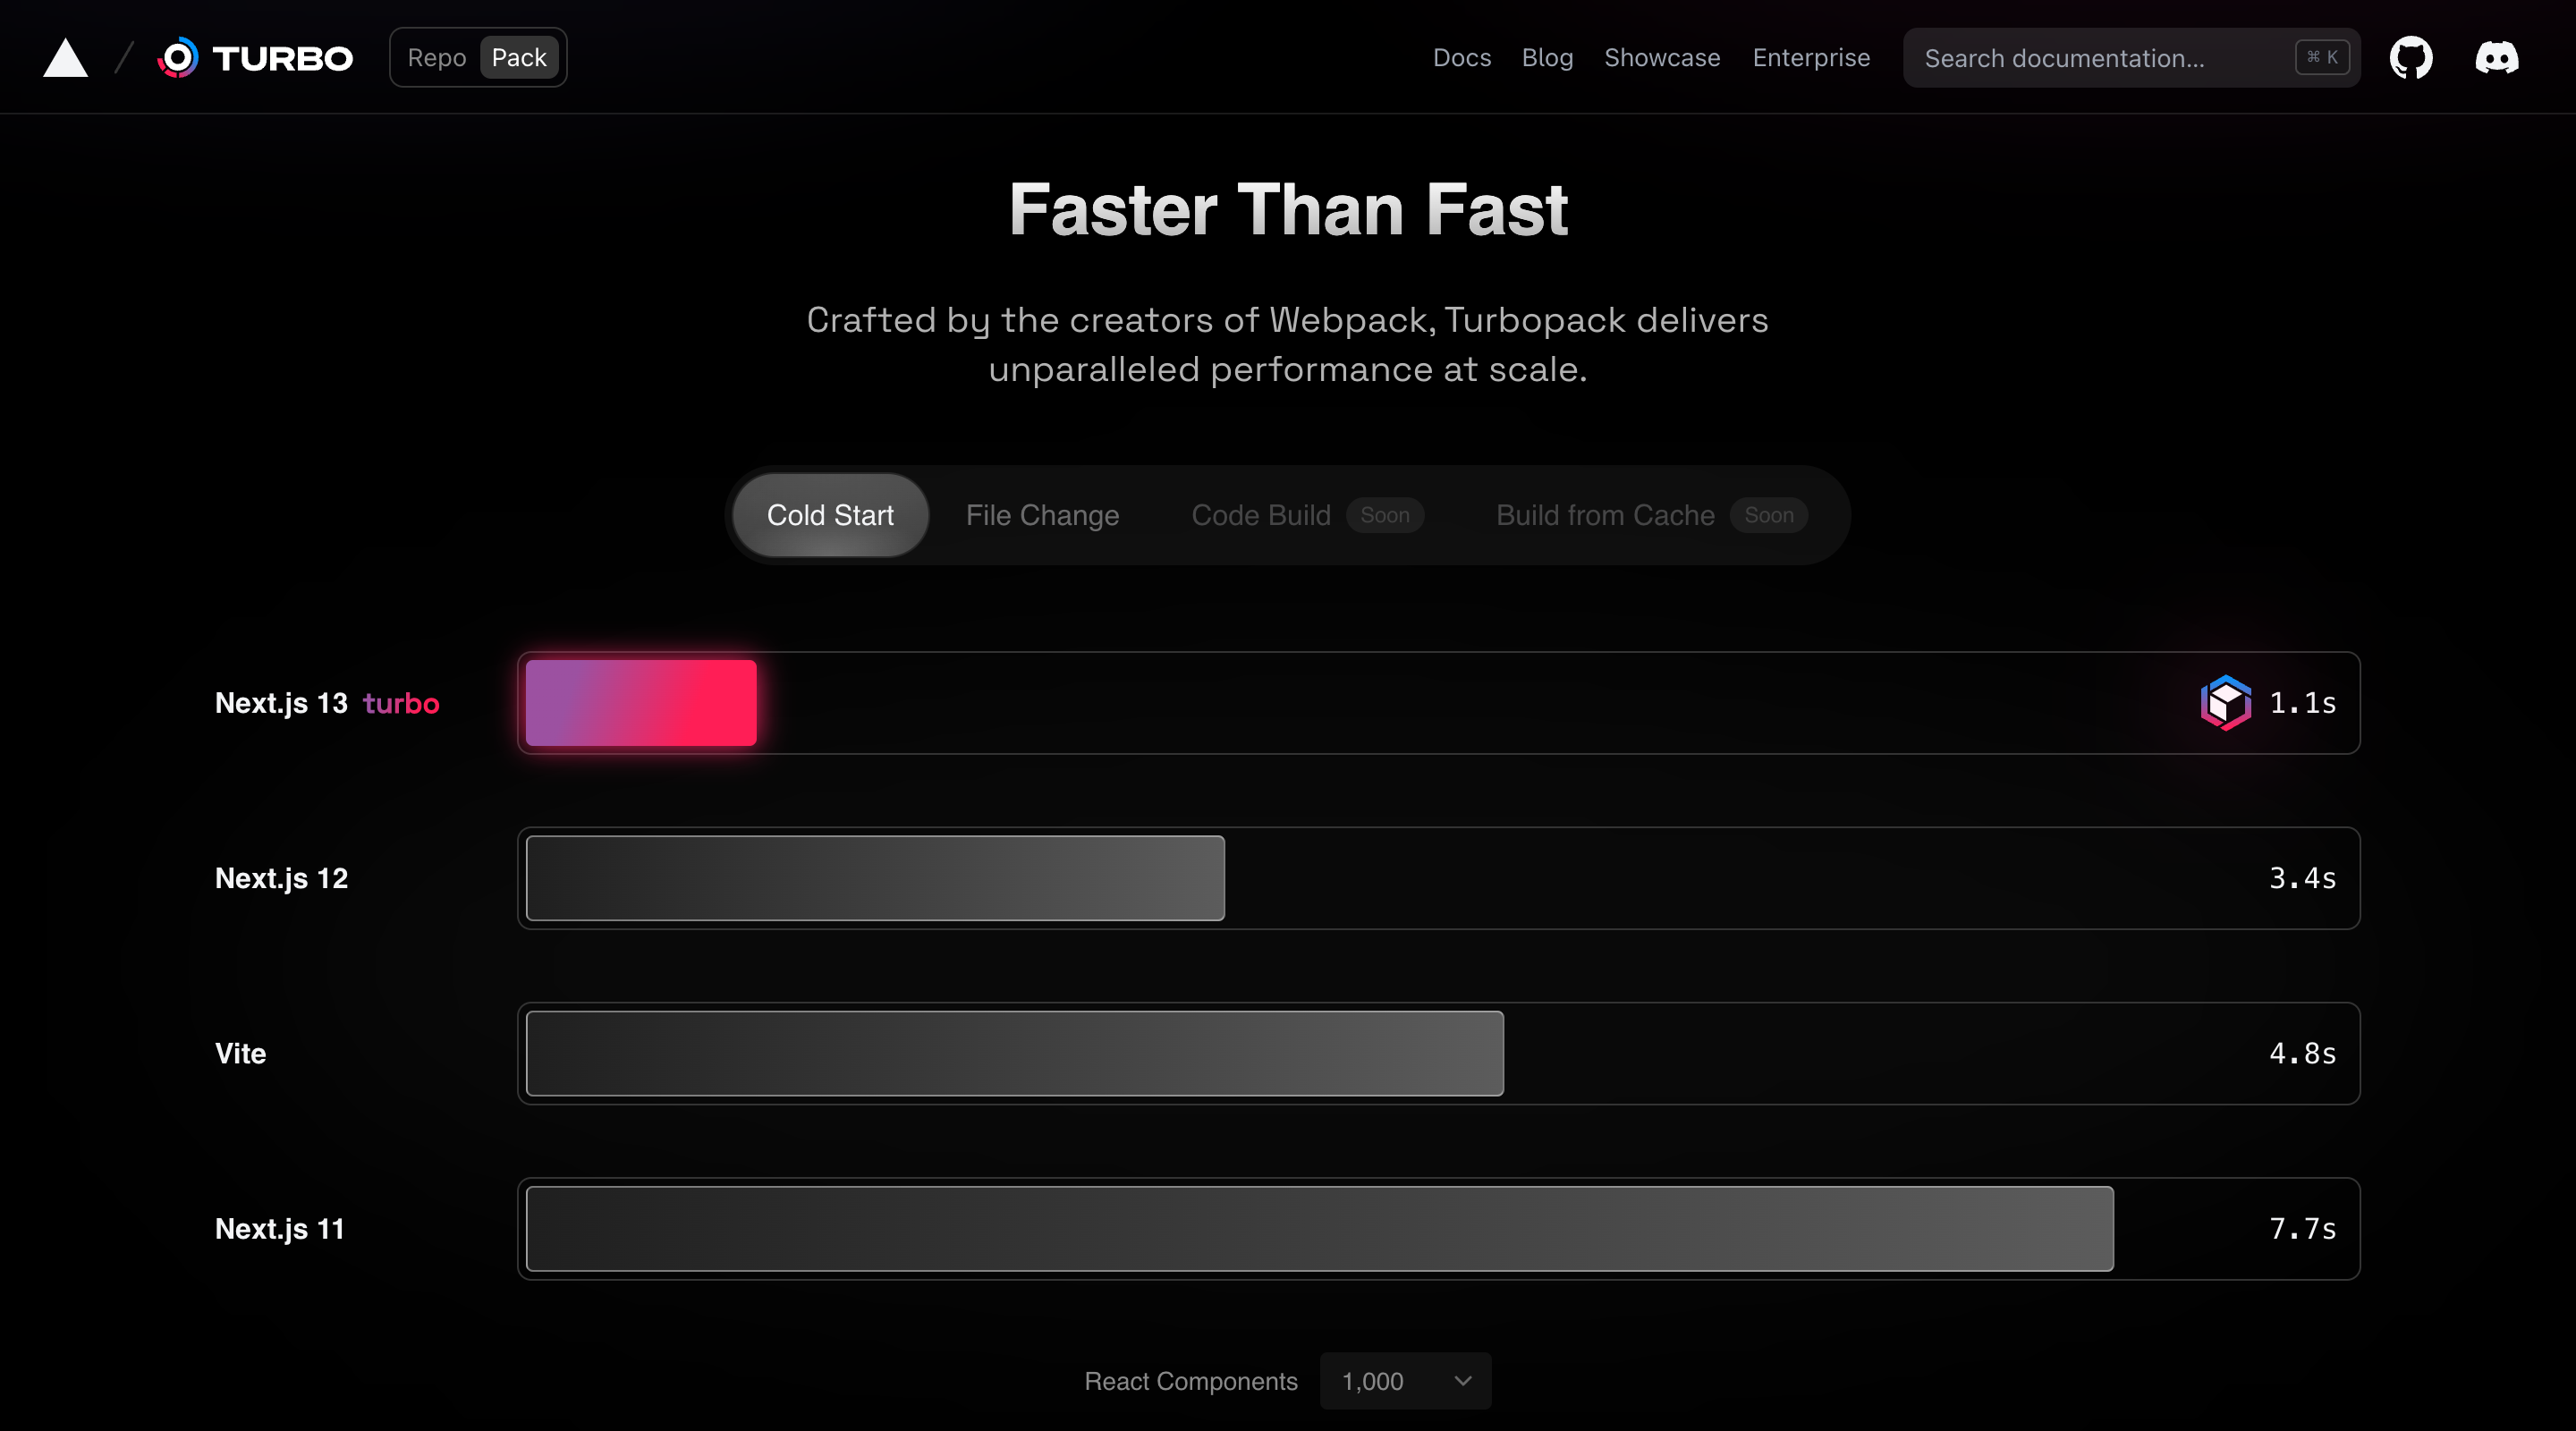 TURBO
Repo Pack
Docs Blog Showcase Enterprise
Search documentation... ⌘ K
Faster Than Fast
Crafted by the creators of Webpack, Turbopack delivers
unparalleled performance at scale.
Cold Start File Change Code Build Soon Build from Cache Soon
Next.js 13 turbo 1.1s
Next.js 12 3.4s
Vite 4.8s
Next.js 11 7.7s
React Components 1,000